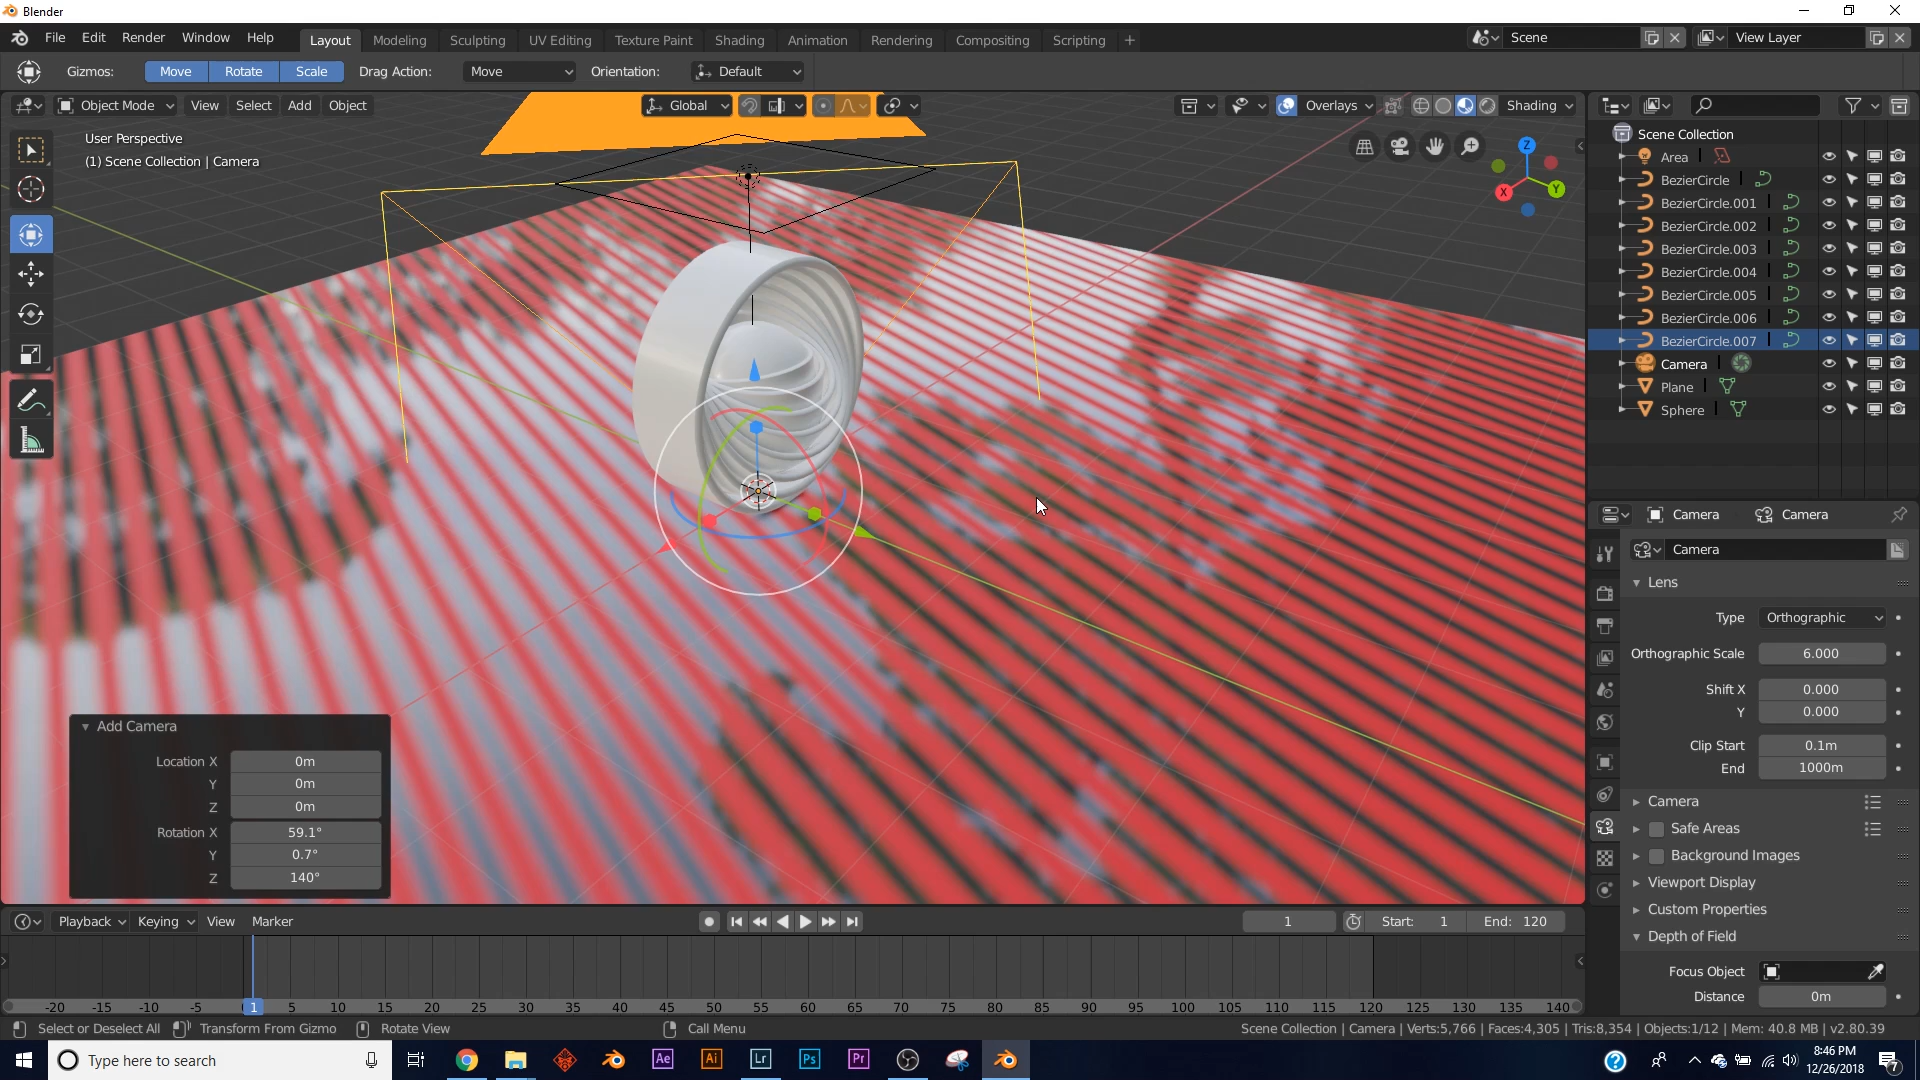 Blender
File Edit Render Window Help Layout Modeling Sculpting UV Editing Texture Paint Shading Animation Rendering Compositing Scripting + Scene View Layer
Gizmos: Move Rotate Scale Drag Action: Move Orientation: Default
Object Mode View Select Add Object Global Overlays Shading
User Perspective
(1) Scene Collection | Camera
Z
X Y
Scene Collection
Area
BezierCircle
BezierCircle.001
BezierCircle.002
BezierCircle.003
BezierCircle.004
BezierCircle.005
BezierCircle.006
BezierCircle.007
Camera
Plane
Sphere
Camera Camera
Camera
Lens
Type Orthographic
Orthographic Scale 6.000
Shift X 0.000
Y 0.000
Clip Start 0.1m
End 1000m
Camera
Safe Areas
Background Images
Viewport Display
Custom Properties
Depth of Field
Focus Object
Distance 0m
Add Camera
Location X 0m
Y 0m
Z 0m
Rotation X 59.1°
Y 0.7°
Z 140°
Playback Keying View Marker 1 Start: 1 End: 120
-20 -15 -10 -5 1 5 10 15 20 25 30 35 40 45 50 55 60 65 70 75 80 85 90 95 100 105 110 115 120 125 130 135 140
Select or Deselect All Transform From Gizmo Rotate View Call Menu Scene Collection | Camera | Verts:5,766 | Faces:4,305 | Tris:8,354 | Objects:1/12 | Mem: 40.8 MB | v2.80.39
Type here to search Ae Ai Lr Ps Pr ? 8:46 PM
12/26/2018 7